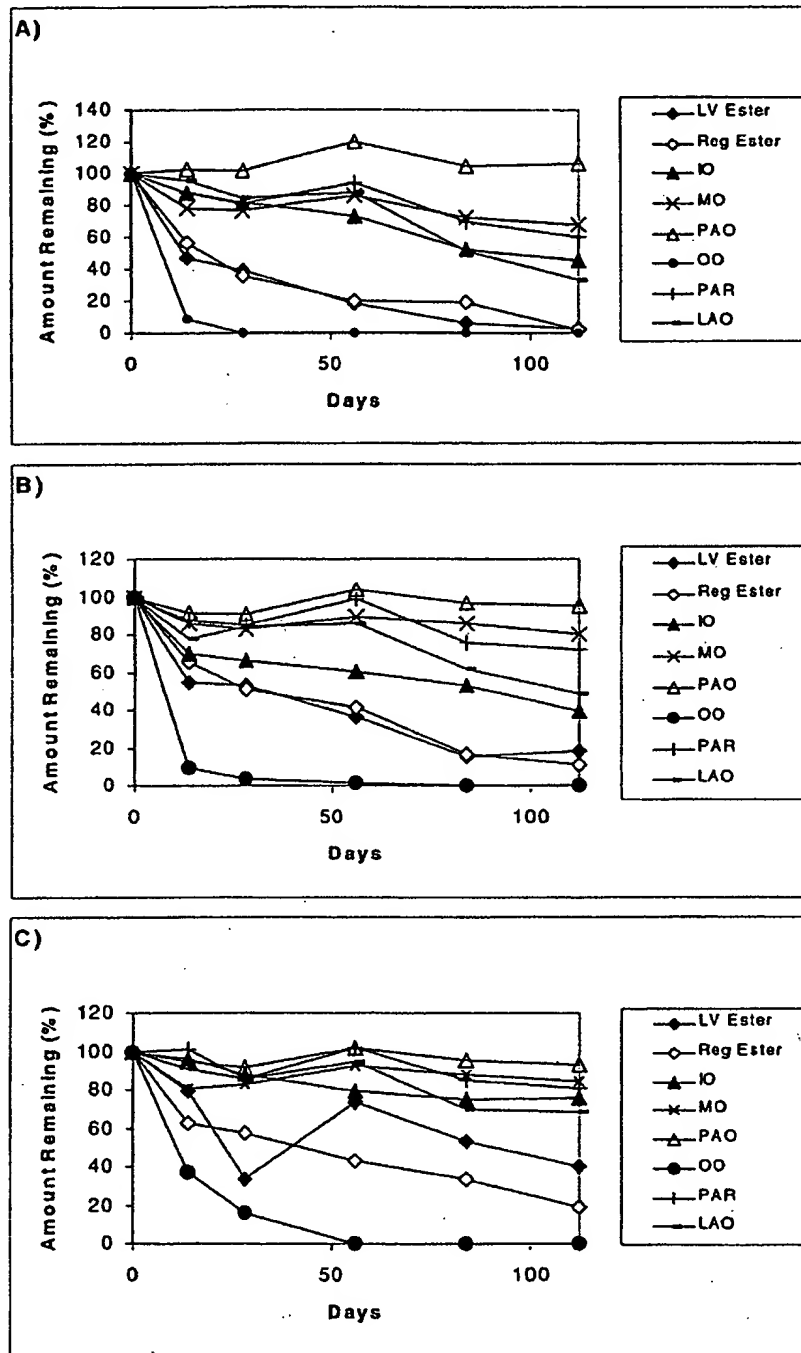 A)
Amount Remaining (%)
140
120
100
80
60
40
20
0
0 50 100
Days
LV Ester
Reg Ester
IO
MO
PAO
OO
PAR
LAO
B)
Amount Remaining (%)
120
100
80
60
40
20
0
0 50 100
Days
LV Ester
Reg Ester
IO
MO
PAO
OO
PAR
LAO
C)
Amount Remaining (%)
120
100
80
60
40
20
0
0 50 100
Days
LV Ester
Reg Ester
IO
MO
PAO
OO
PAR
LAO